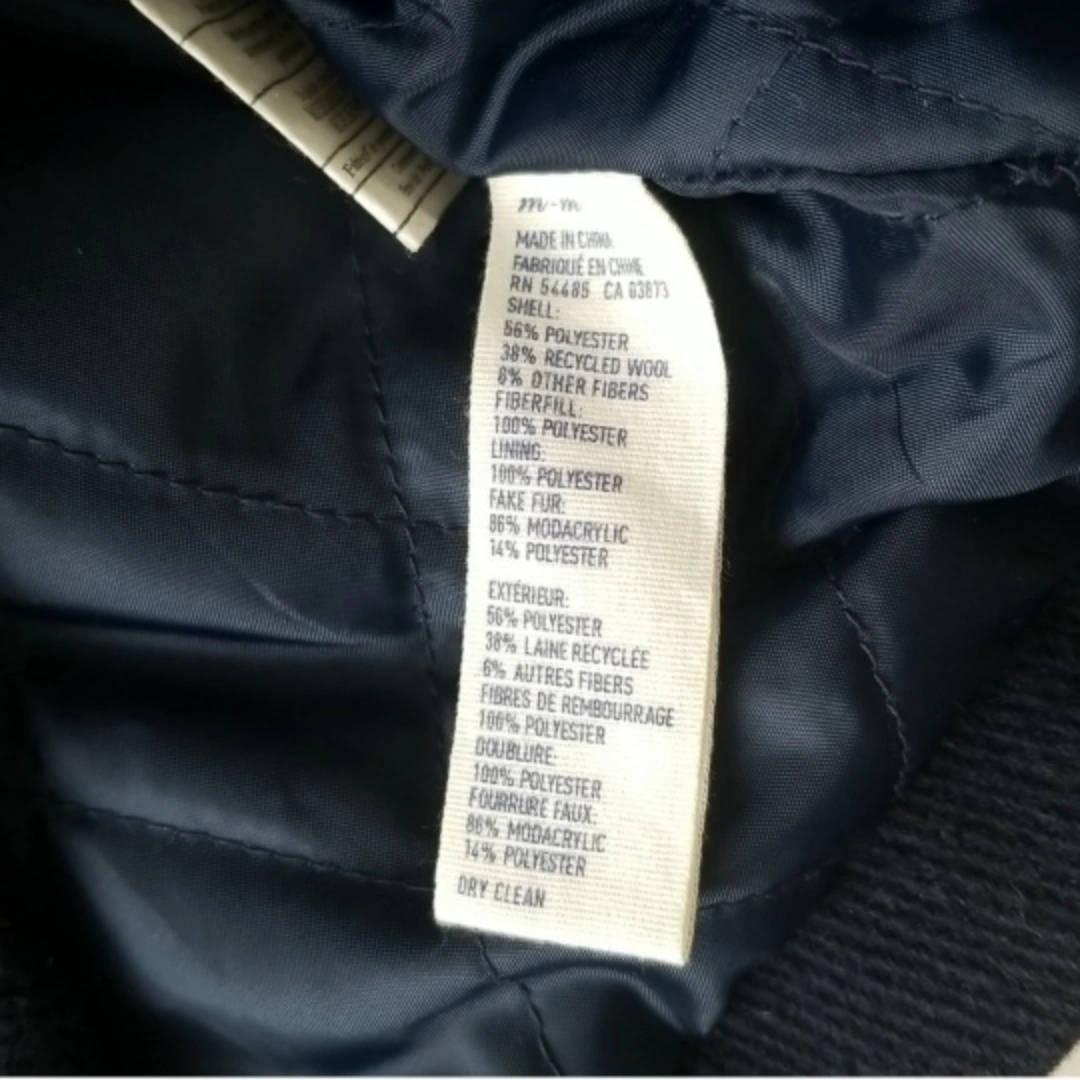 m-m
MADE IN CHINA
FABRIQUÉ EN CHINE
RN 54485 CA 03873
SHELL:
56% POLYESTER
38% RECYCLED WOOL
6% OTHER FIBERS
FIBERFILL:
100% POLYESTER
LINING:
100% POLYESTER
FAKE FUR:
86% MODACRYLIC
14% POLYESTER
EXTÉRIEUR:
56% POLYESTER
38% LAINE RECYCLÉE
6% AUTRES FIBERS
FIBRES DE REMBOURRAGE
100% POLYESTER
DOUBLURE:
100% POLYESTER
FOURRURE FAUX:
86% MODACRYLIC
14% POLYESTER
DRY CLEAN